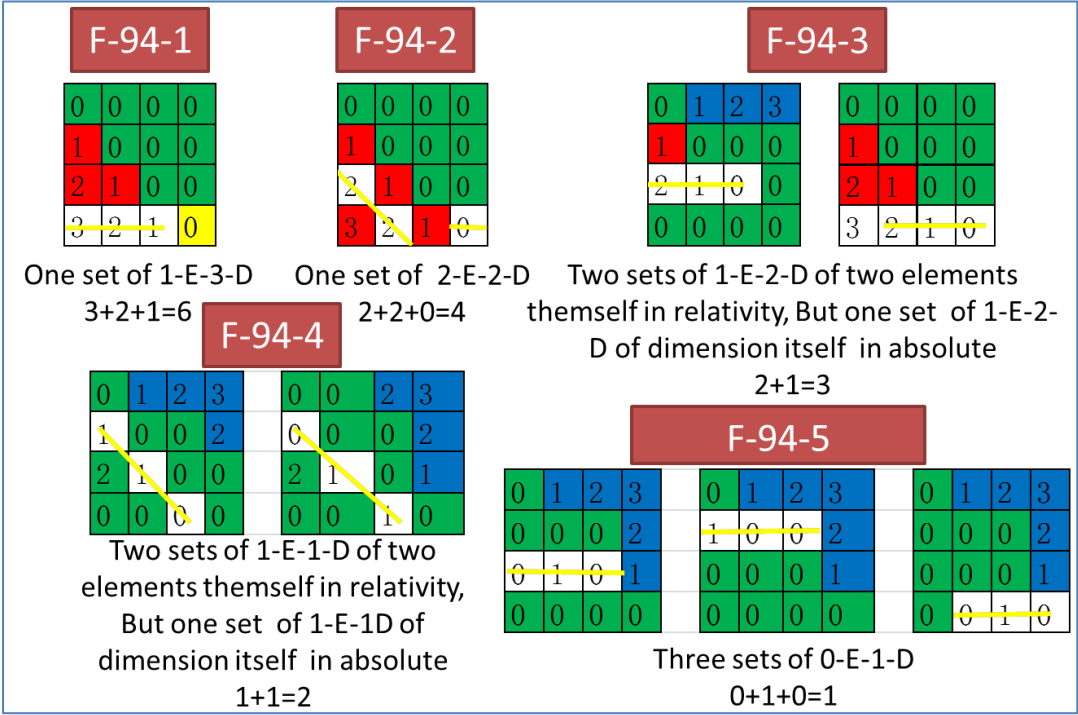 F-94-1
0 0 0 0
1 0 0 0
2 1 0 0
3 2 1 0
One set of 1-E-3-D
3+2+1=6
F-94-2
0 0 0 0
1 0 0 0
2 1 0 0
3 2 1 0
One set of 2-E-2-D
2+2+0=4
F-94-3
0 1 2 3 0 0 0 0
1 0 0 0 1 0 0 0
2 1 0 0 2 1 0 0
0 0 0 0 3 2 1 0
Two sets of 1-E-2-D of two elements
themself in relativity, But one set of 1-E-2-
D of dimension itself in absolute
2+1=3
F-94-4
0 1 2 3 0 0 2 3
1 0 0 2 0 0 0 2
2 1 0 0 2 1 0 1
0 0 0 0 0 0 1 0
Two sets of 1-E-1-D of two
elements themself in relativity,
But one set of 1-E-1D of
dimension itself in absolute
1+1=2
F-94-5
0 1 2 3 0 1 2 3 0 1 2 3
0 0 0 2 1 0 0 2 0 0 0 2
0 1 0 1 0 0 0 1 0 0 0 1
0 0 0 0 0 0 0 0 0 0 1 0
Three sets of 0-E-1-D
0+1+0=1